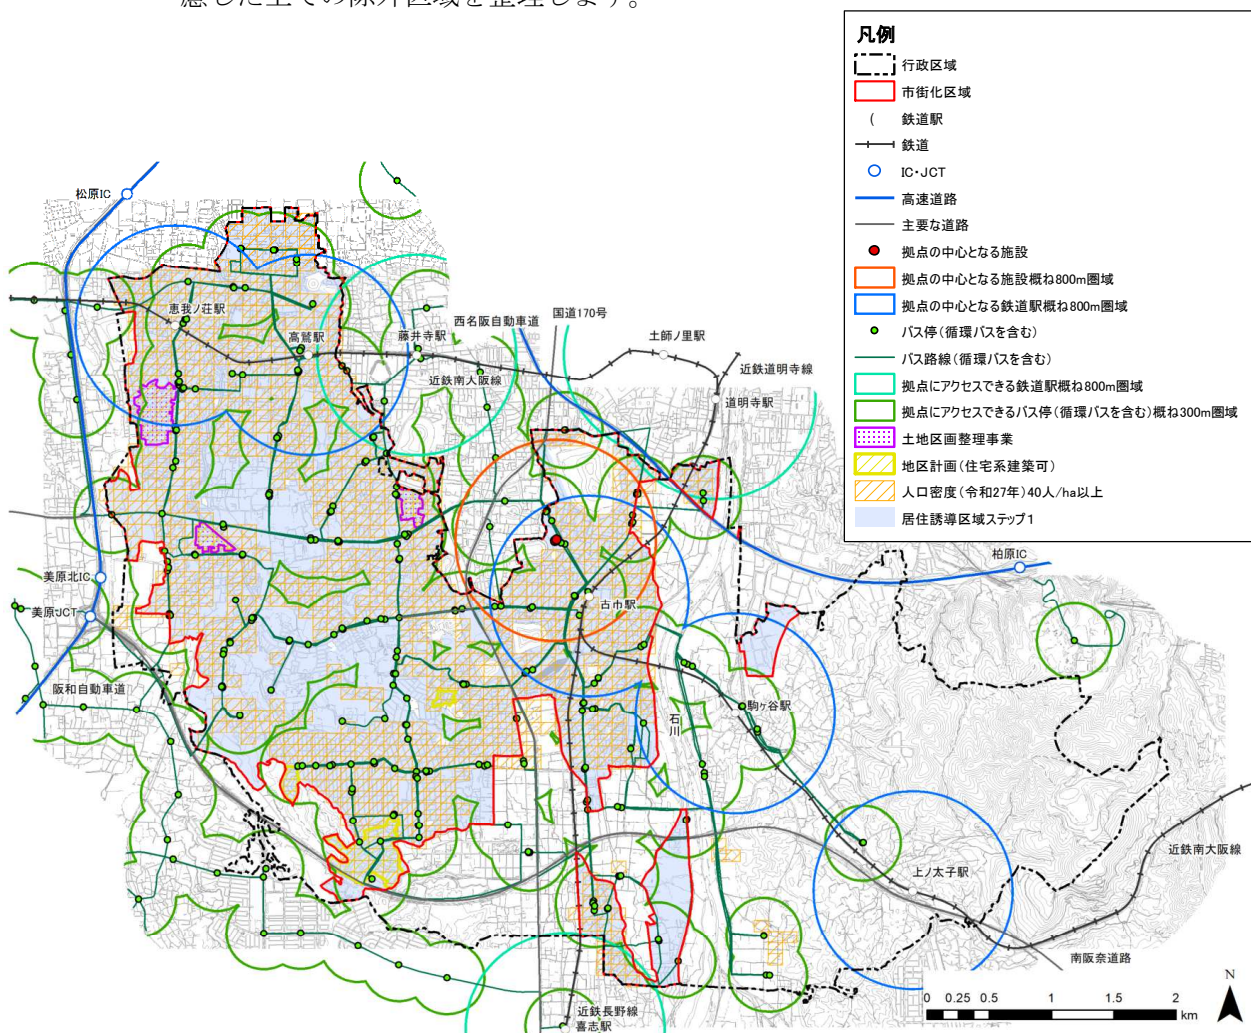 慮した上での除外区域を整理します。
凡例
行政区域
市街化区域
鉄道駅
鉄道
IC・JCT
高速道路
主要な道路
拠点の中心となる施設
拠点の中心となる施設概ね800m圏域
拠点の中心となる鉄道駅概ね800m圏域
バス停(循環バスを含む)
バス路線(循環バスを含む)
拠点にアクセスできる鉄道駅概ね800m圏域
拠点にアクセスできるバス停(循環バスを含む)概ね300m圏域
土地区画整理事業
地区計画(住宅系建築可)
人口密度(令和27年)40人/ha以上
居住誘導区域ステップ1
松原IC
恵我ノ荘駅
高鷲駅
藤井寺駅
西名阪自動車道
国道170号
土師ノ里駅
近鉄南大阪線
近鉄道明寺線
道明寺駅
柏原IC
美原北IC
美原JCT
古市駅
阪和自動車道
石川
駒ヶ谷駅
上ノ太子駅
近鉄南大阪線
南阪奈道路
近鉄長野線
喜志駅
N
0 0.25 0.5 1 1.5 2
km